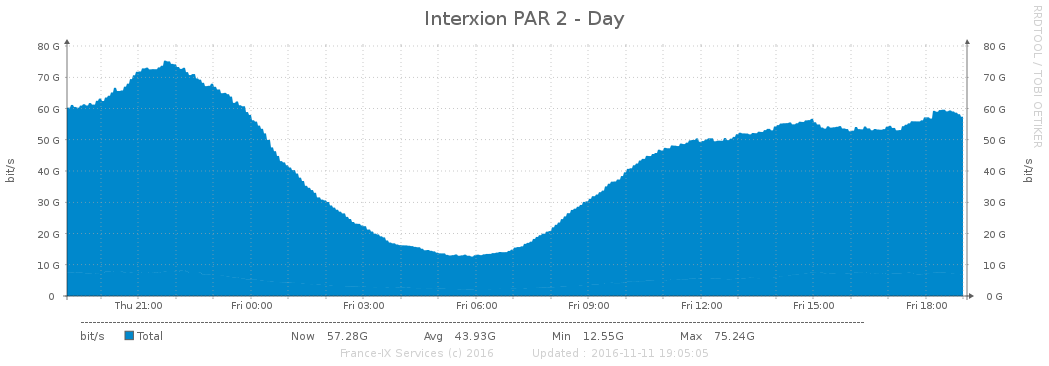 Interxion PAR 2 - Day
RRDTOOL / TOBI OETIKER
bit/s
80 G
70 G
60 G
50 G
40 G
30 G
20 G
10 G
0
80 G
70 G
60 G
50 G
40 G
30 G
20 G
10 G
0 G
bit/s
Thu 21:00 Fri 00:00 Fri 03:00 Fri 06:00 Fri 09:00 Fri 12:00 Fri 15:00 Fri 18:00
bit/s Total Now 57.28G Avg 43.93G Min 12.55G Max 75.24G
France-IX Services (c) 2016 Updated : 2016-11-11 19:05:05